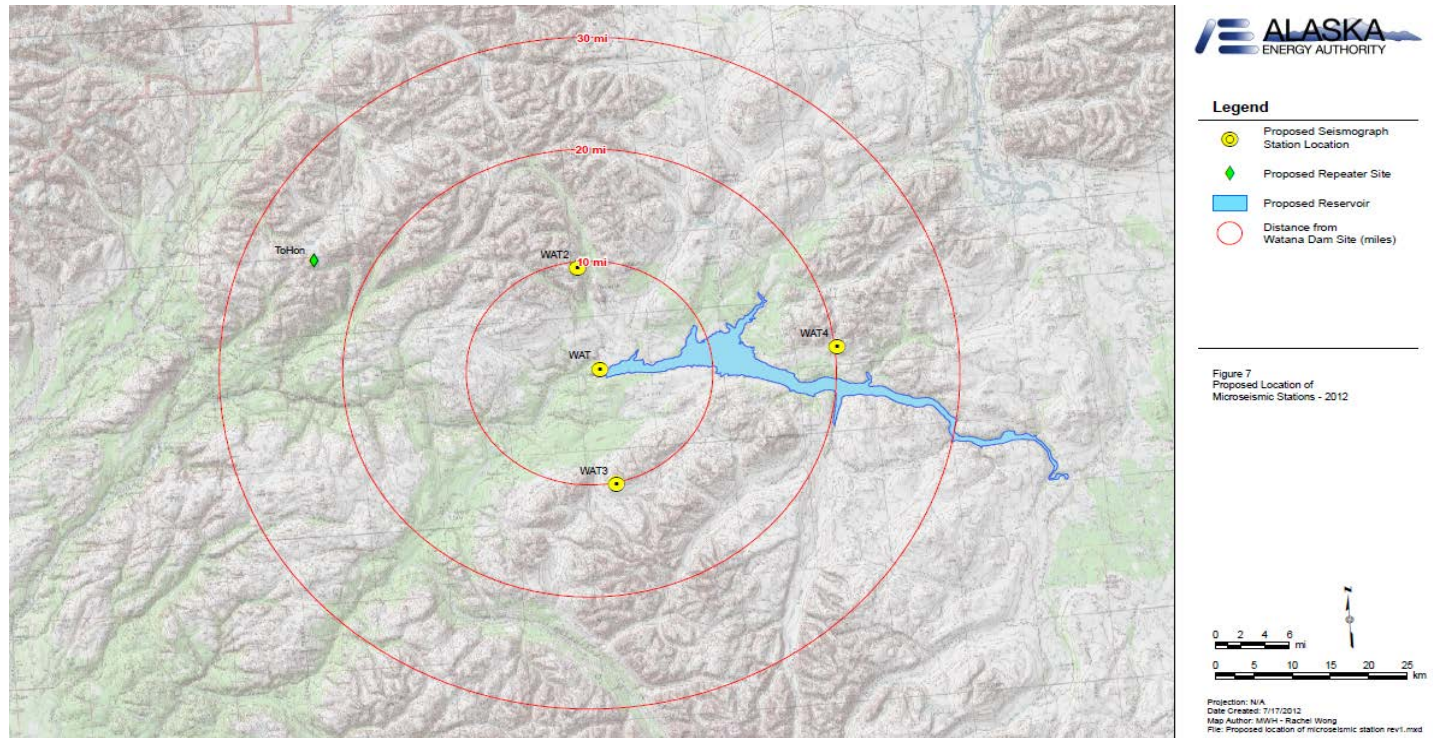 30 mi
20 mi
10 mi
ToHon
WAT2
WAT
WAT4
WAT3
ALASKA
ENERGY AUTHORITY
Legend
Proposed Seismograph
Station Location
Proposed Repeater Site
Proposed Reservoir
Distance from
Watana Dam Site (miles)
Figure 7
Proposed Location of
Microseismic Stations - 2012
N
0 2 4 6
mi
0 5 10 15 20 25
km
Projection: N/A
Date Created: 7/17/2012
Map Author: MWH - Rachel Wong
File: Proposed location of microseismic station rev1.mxd